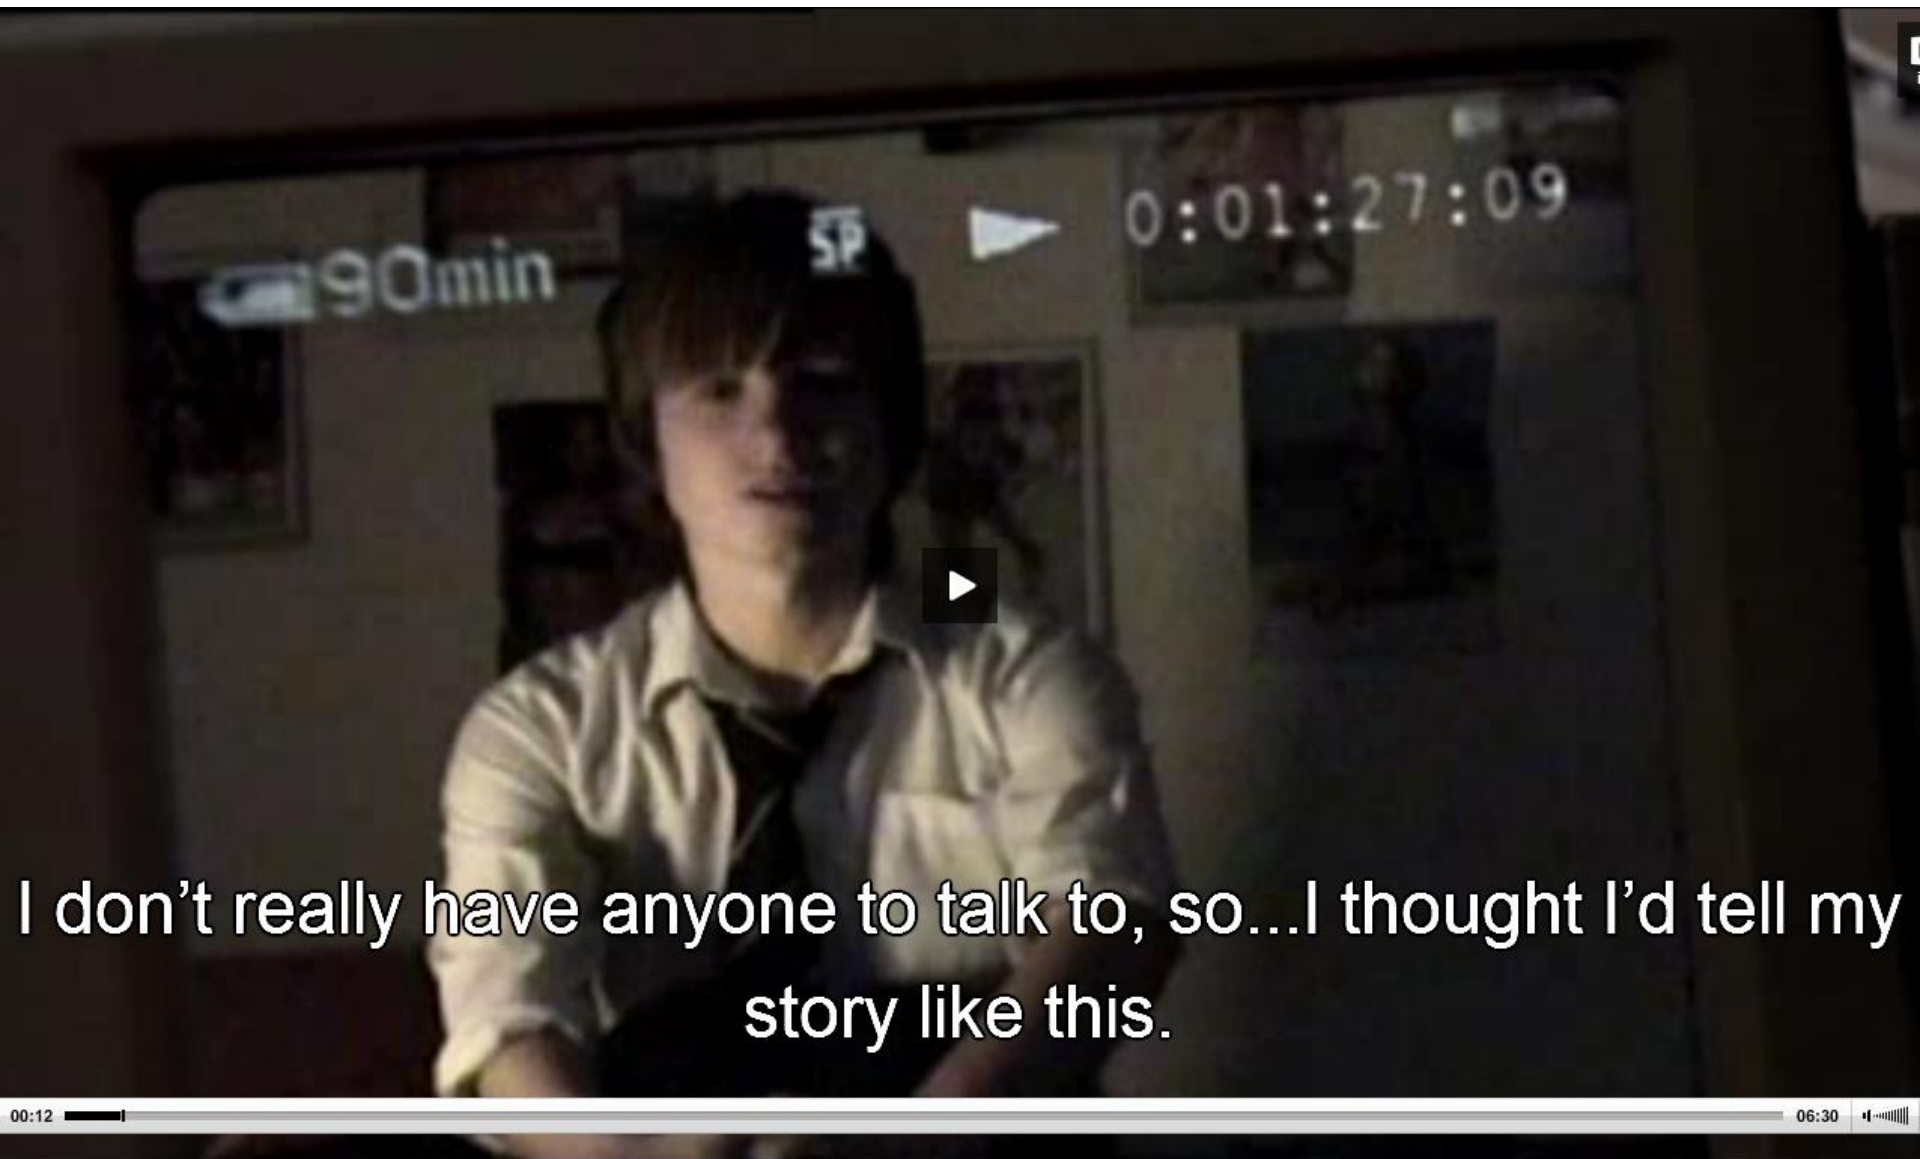 90min SP 0:01:27:09
I don't really have anyone to talk to, so...I thought I'd tell my
story like this.
00:12 06:30